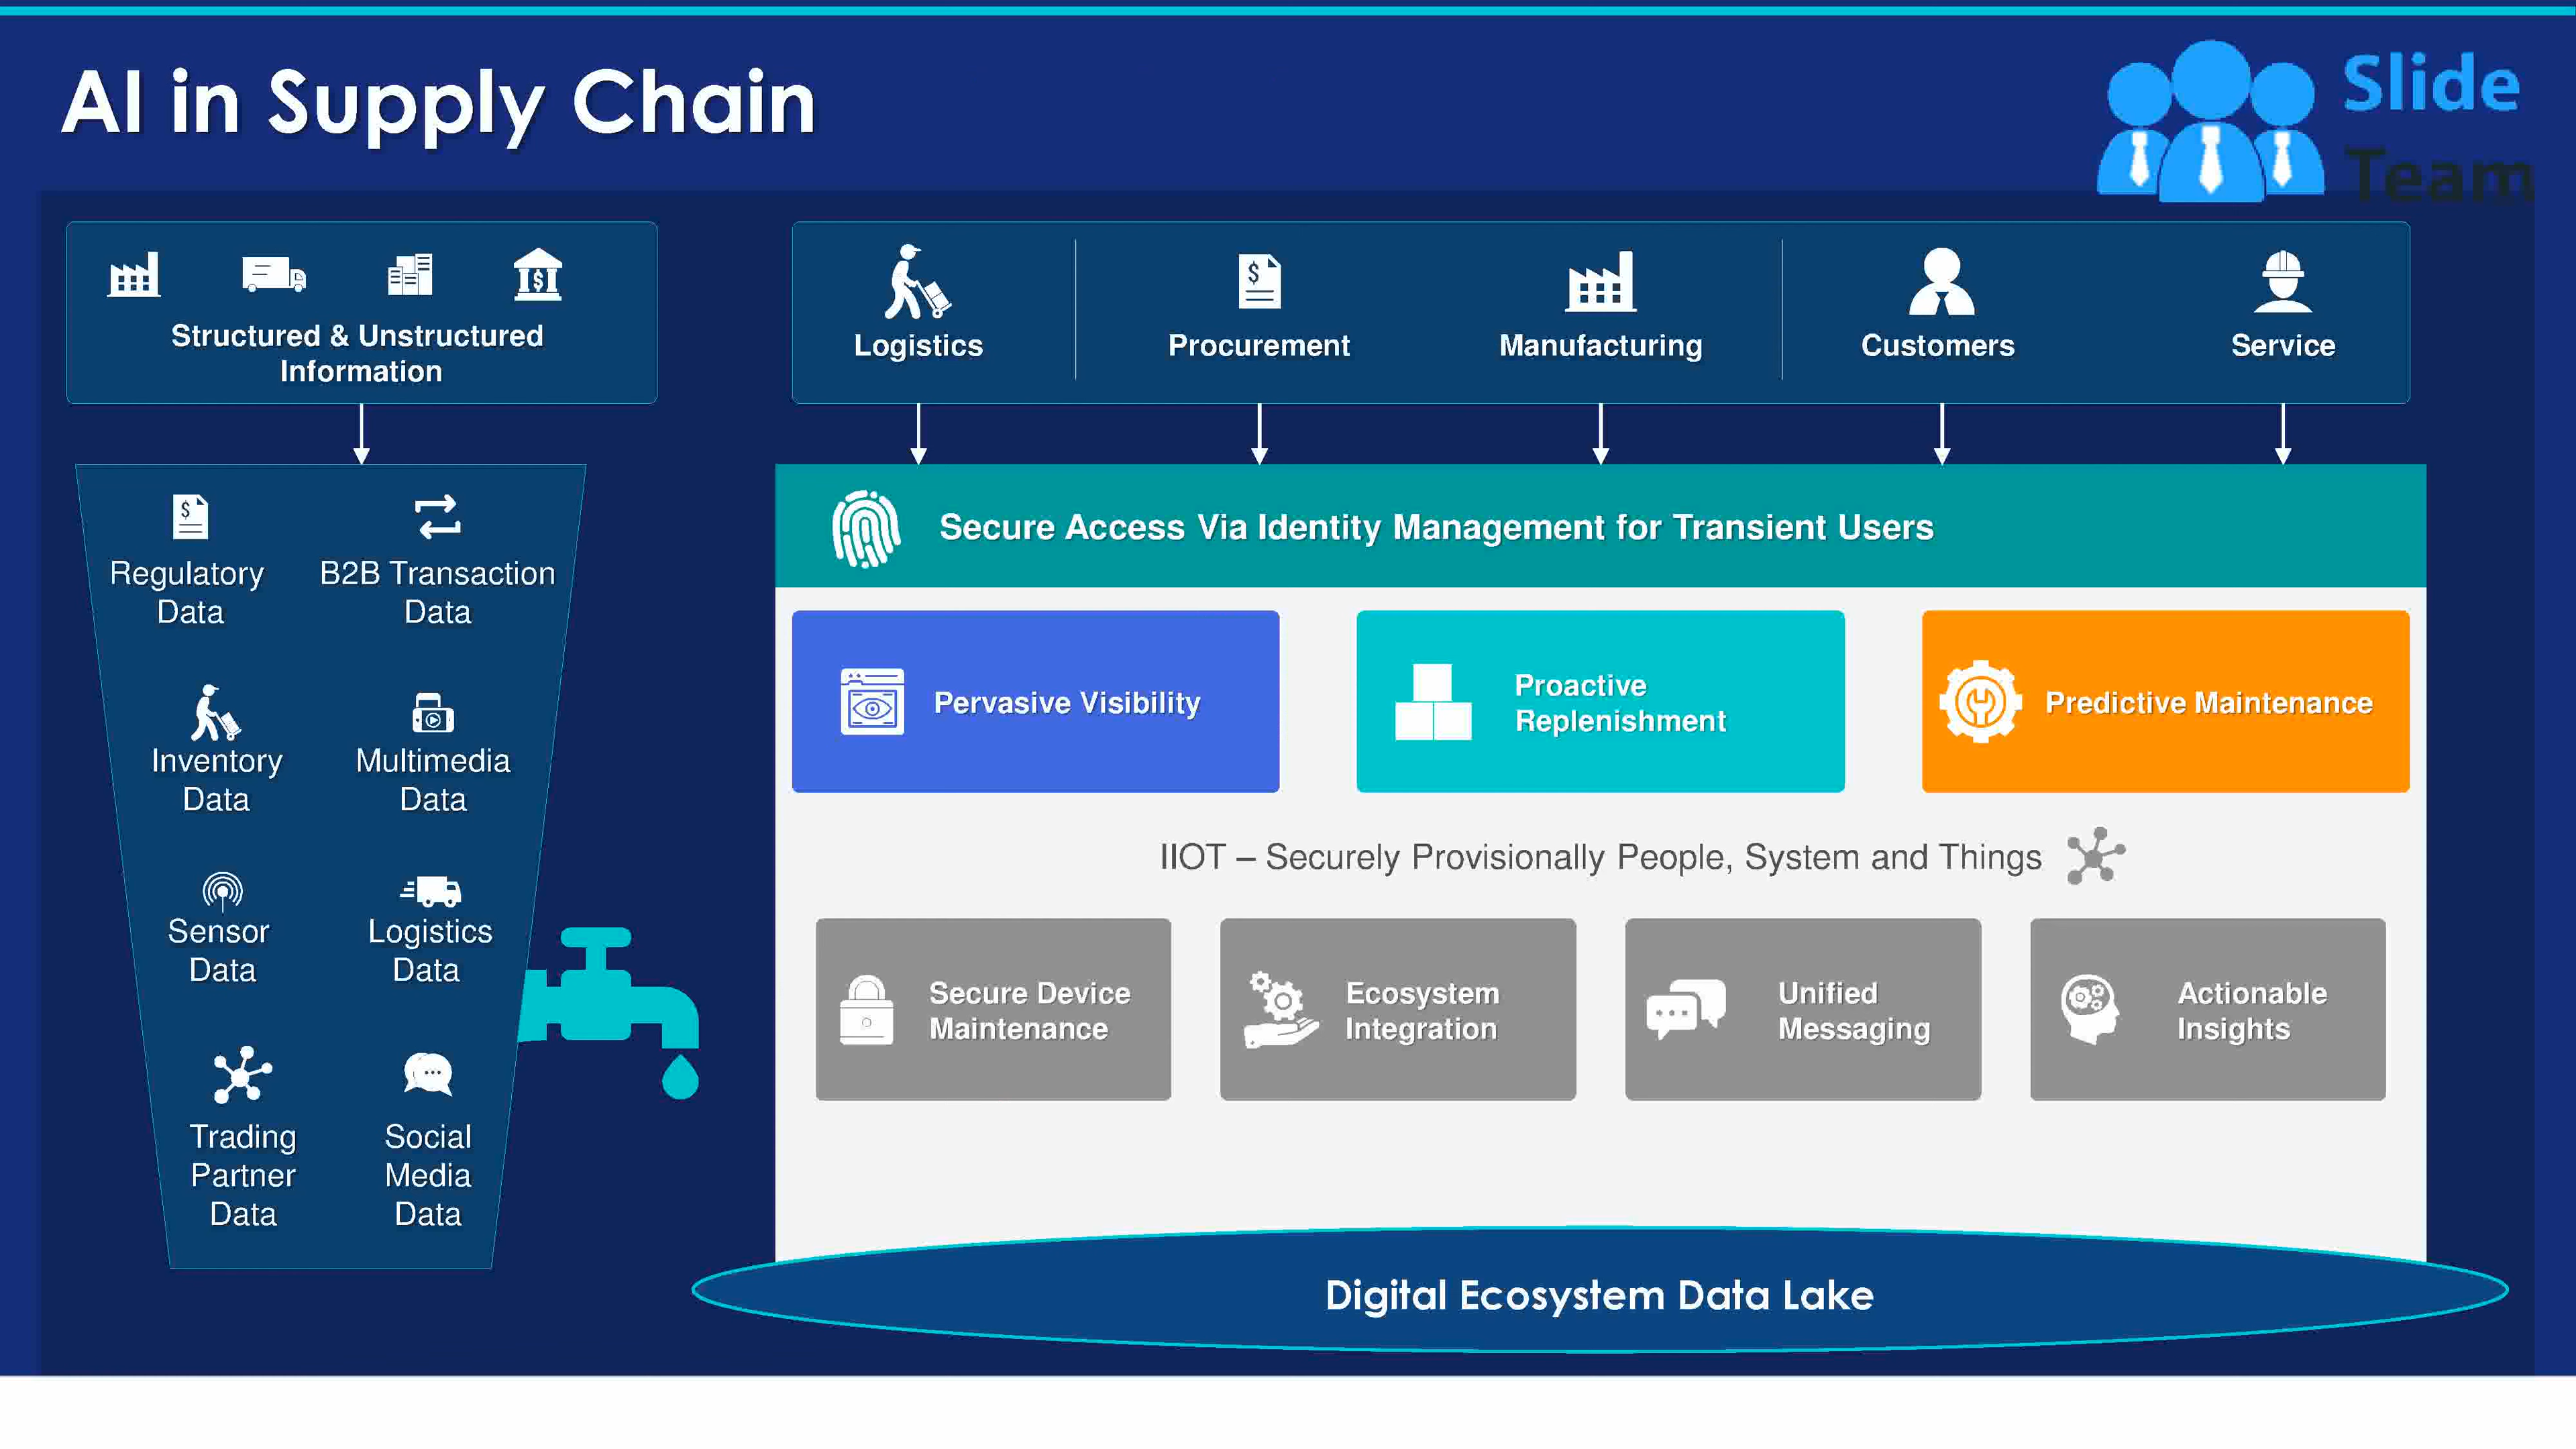 AI in Supply Chain
Slide
Team
Structured & Unstructured
Information
Logistics
Procurement
Manufacturing
Customers
Service
Regulatory
Data
B2B Transaction
Data
Inventory
Data
Multimedia
Data
Sensor
Data
Logistics
Data
Trading
Partner
Data
Social
Media
Data
Secure Access Via Identity Management for Transient Users
Pervasive Visibility
Proactive
Replenishment
Predictive Maintenance
IIOT – Securely Provisionally People, System and Things
Secure Device
Maintenance
Ecosystem
Integration
Unified
Messaging
Actionable
Insights
Digital Ecosystem Data Lake